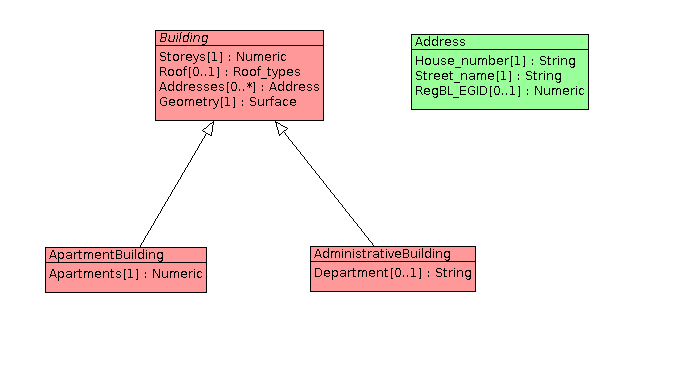 Building
Storeys[1] : Numeric
Roof[0..1] : Roof_types
Addresses[0..*] : Address
Geometry[1] : Surface
Address
House_number[1] : String
Street_name[1] : String
RegBL_EGID[0..1] : Numeric
ApartmentBuilding
Apartments[1] : Numeric
AdministrativeBuilding
Department[0..1] : String